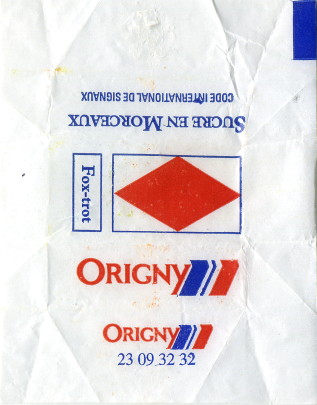 CODE INTERNATIONAL DE SIGNAUX
SUCRE EN MORCEAUX
Fox-trot
ORIGNY
ORIGNY
23 09 32 32